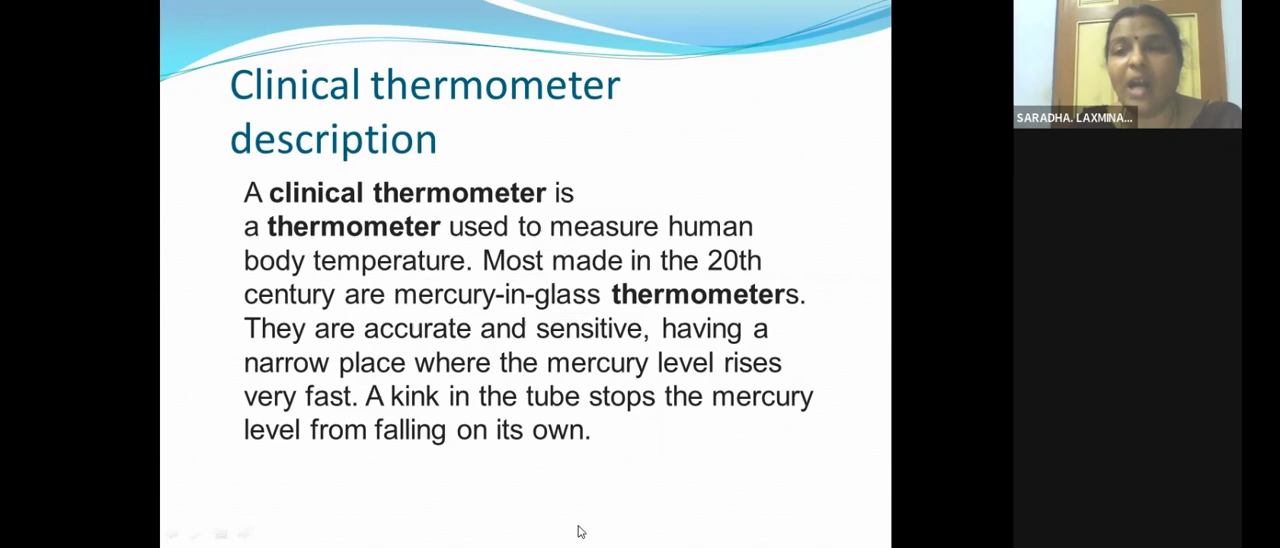 Clinical thermometer
description
A clinical thermometer is
a thermometer used to measure human
body temperature. Most made in the 20th
century are mercury-in-glass thermometers.
They are accurate and sensitive, having a
narrow place where the mercury level rises
very fast. A kink in the tube stops the mercury
level from falling on its own.
SARADHA. LAXMINA...